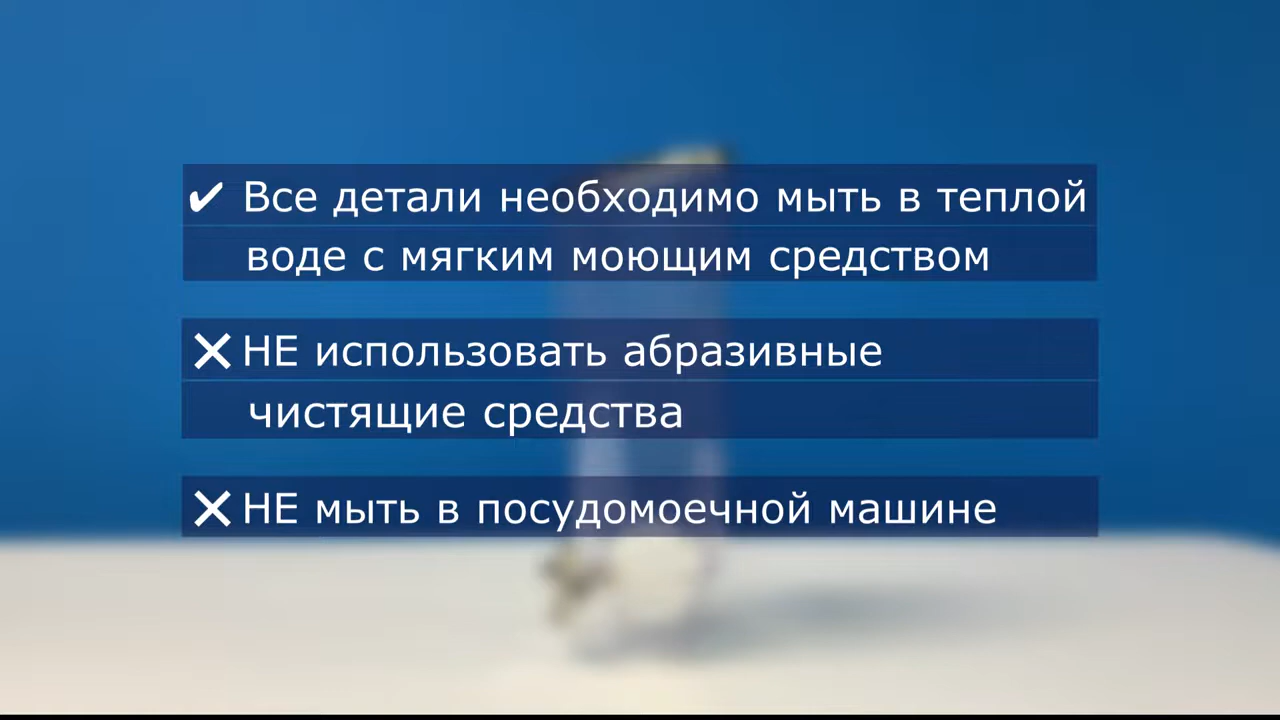 ✔ Все детали необходимо мыть в теплой
воде с мягким моющим средством
✕ НЕ использовать абразивные
чистящие средства
✕ НЕ мыть в посудомоечной машине